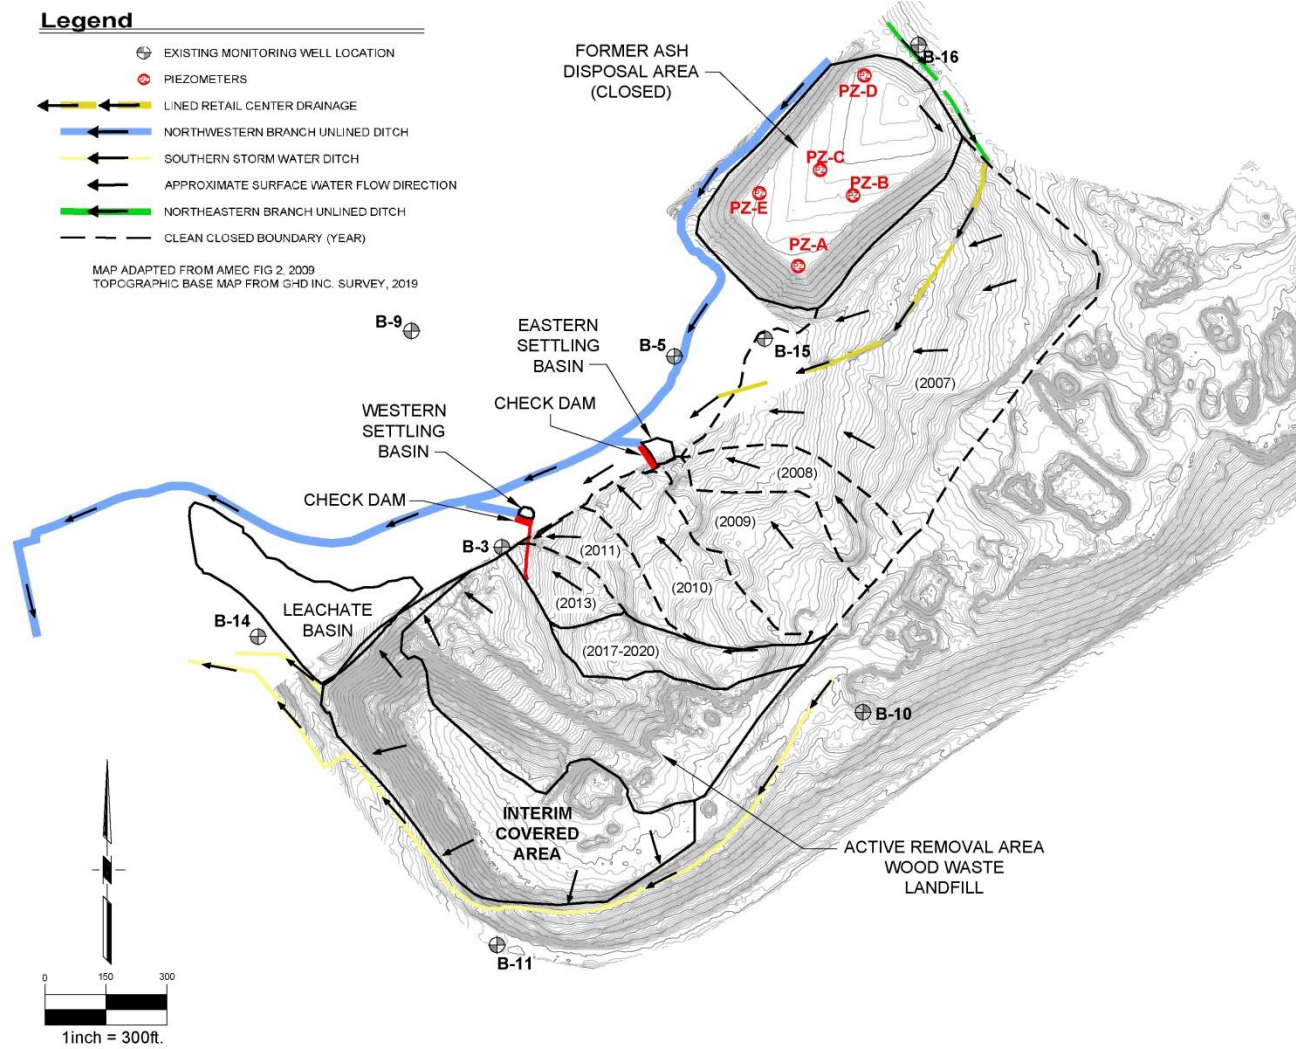 Legend
EXISTING MONITORING WELL LOCATION
PIEZOMETERS
LINED RETAIL CENTER DRAINAGE
NORTHWESTERN BRANCH UNLINED DITCH
SOUTHERN STORM WATER DITCH
APPROXIMATE SURFACE WATER FLOW DIRECTION
NORTHEASTERN BRANCH UNLINED DITCH
CLEAN CLOSED BOUNDARY (YEAR)
MAP ADAPTED FROM AMEC FIG 2, 2009
TOPOGRAPHIC BASE MAP FROM GHD INC. SURVEY, 2019
FORMER ASH
DISPOSAL AREA
(CLOSED)
B-16
PZ
PZ-D
PZ-C
PZ
PZ-B
PZ
PZ
PZ-E
PZ-A
PZ
B-9
EASTERN
SETTLING
BASIN
B-5
B-15
(2007)
CHECK DAM
WESTERN
SETTLING
BASIN
CHECK DAM
(2008)
(2009)
B-3
(2011)
(2010)
(2013)
LEACHATE
BASIN
B-14
(2017-2020)
B-10
INTERIM
COVERED
AREA
ACTIVE REMOVAL AREA
WOOD WASTE
LANDFILL
B-11
0 150 300
1inch = 300ft.